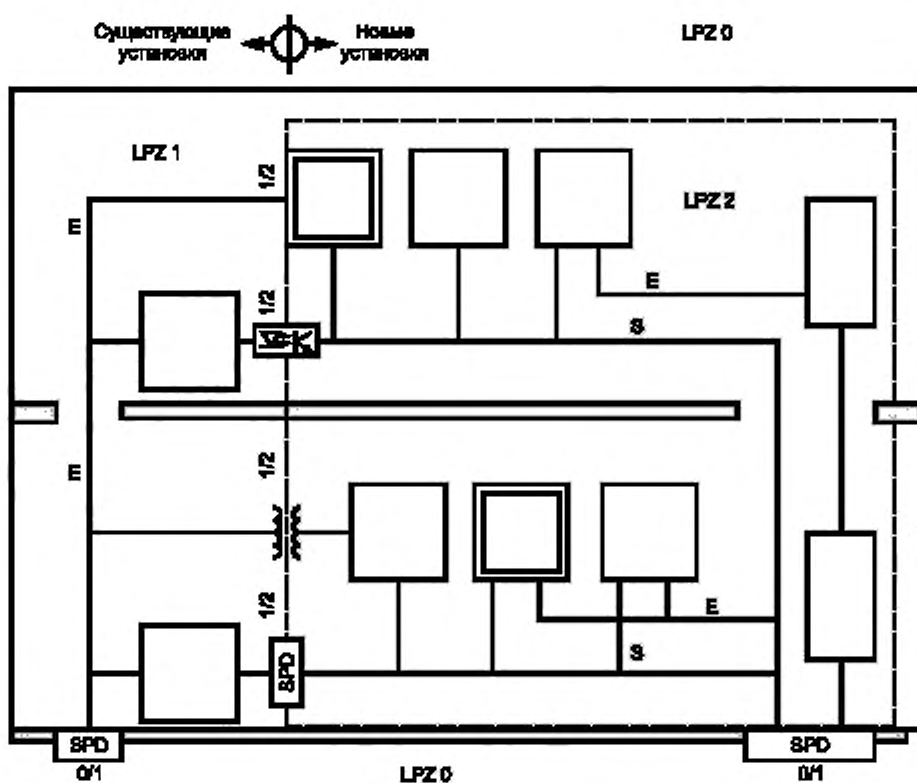 Существующие установки
Новые установки
LPZ 0
LPZ 1
1/2
LPZ 2
E
1/2
E
S
E
1/2
1/2
E
S
SPD
SPD
0/1
LPZ 0
SPD
0/1